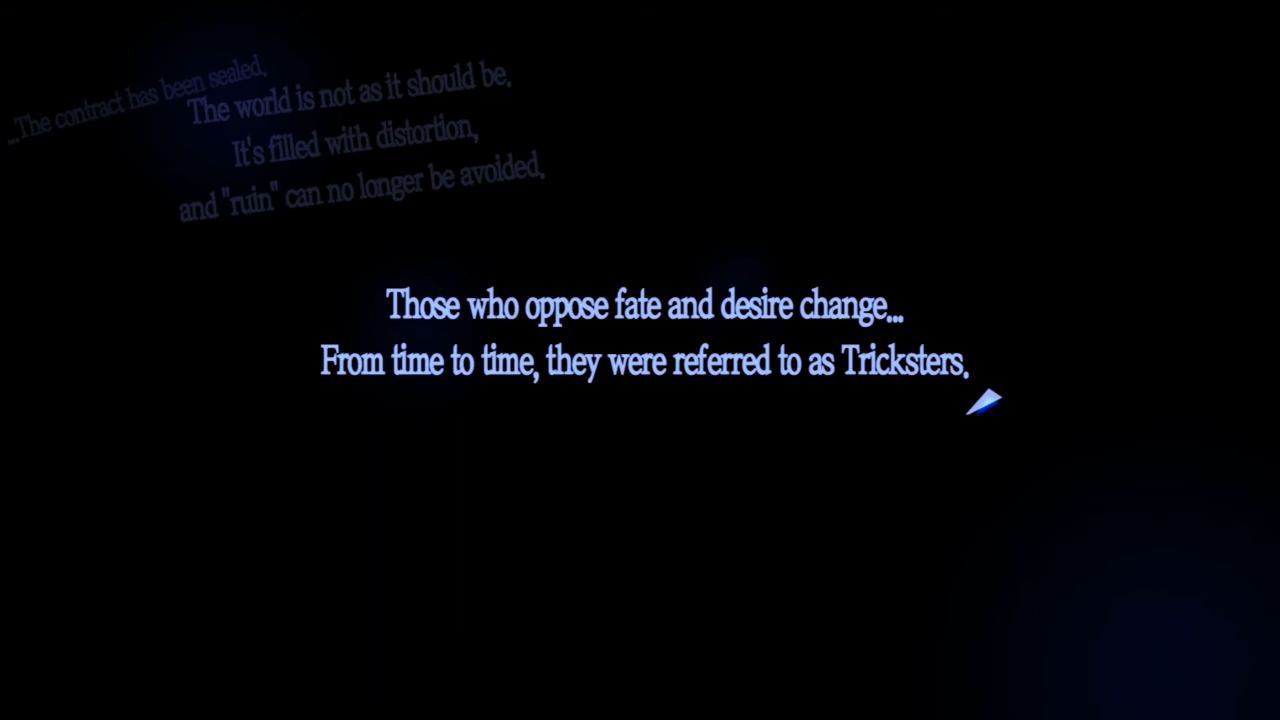 ...The contract has been sealed,
The world is not as it should be.
It's filled with distortion,
and "ruin" can no longer be avoided.
Those who oppose fate and desire change...
From time to time, they were referred to as Tricksters.